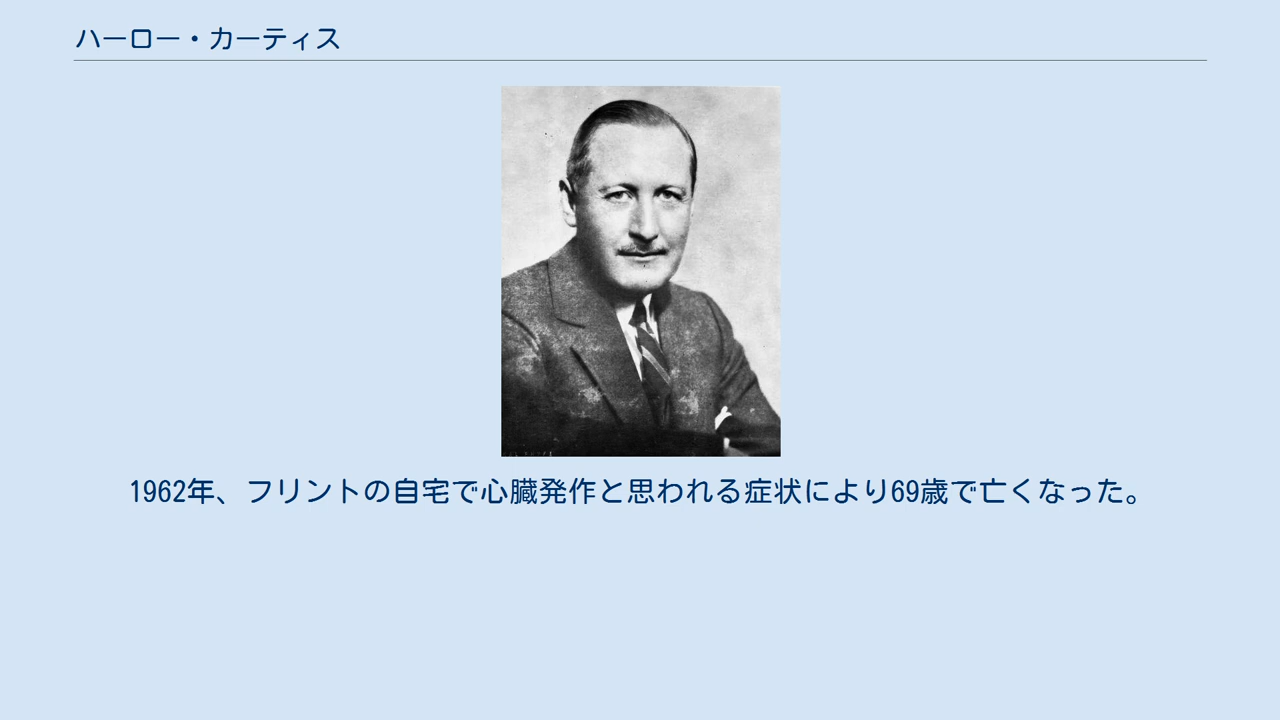 ハーロー・カーティス
1962年、フリントの自宅で心臓発作と思われる症状により69歳で亡くなった。